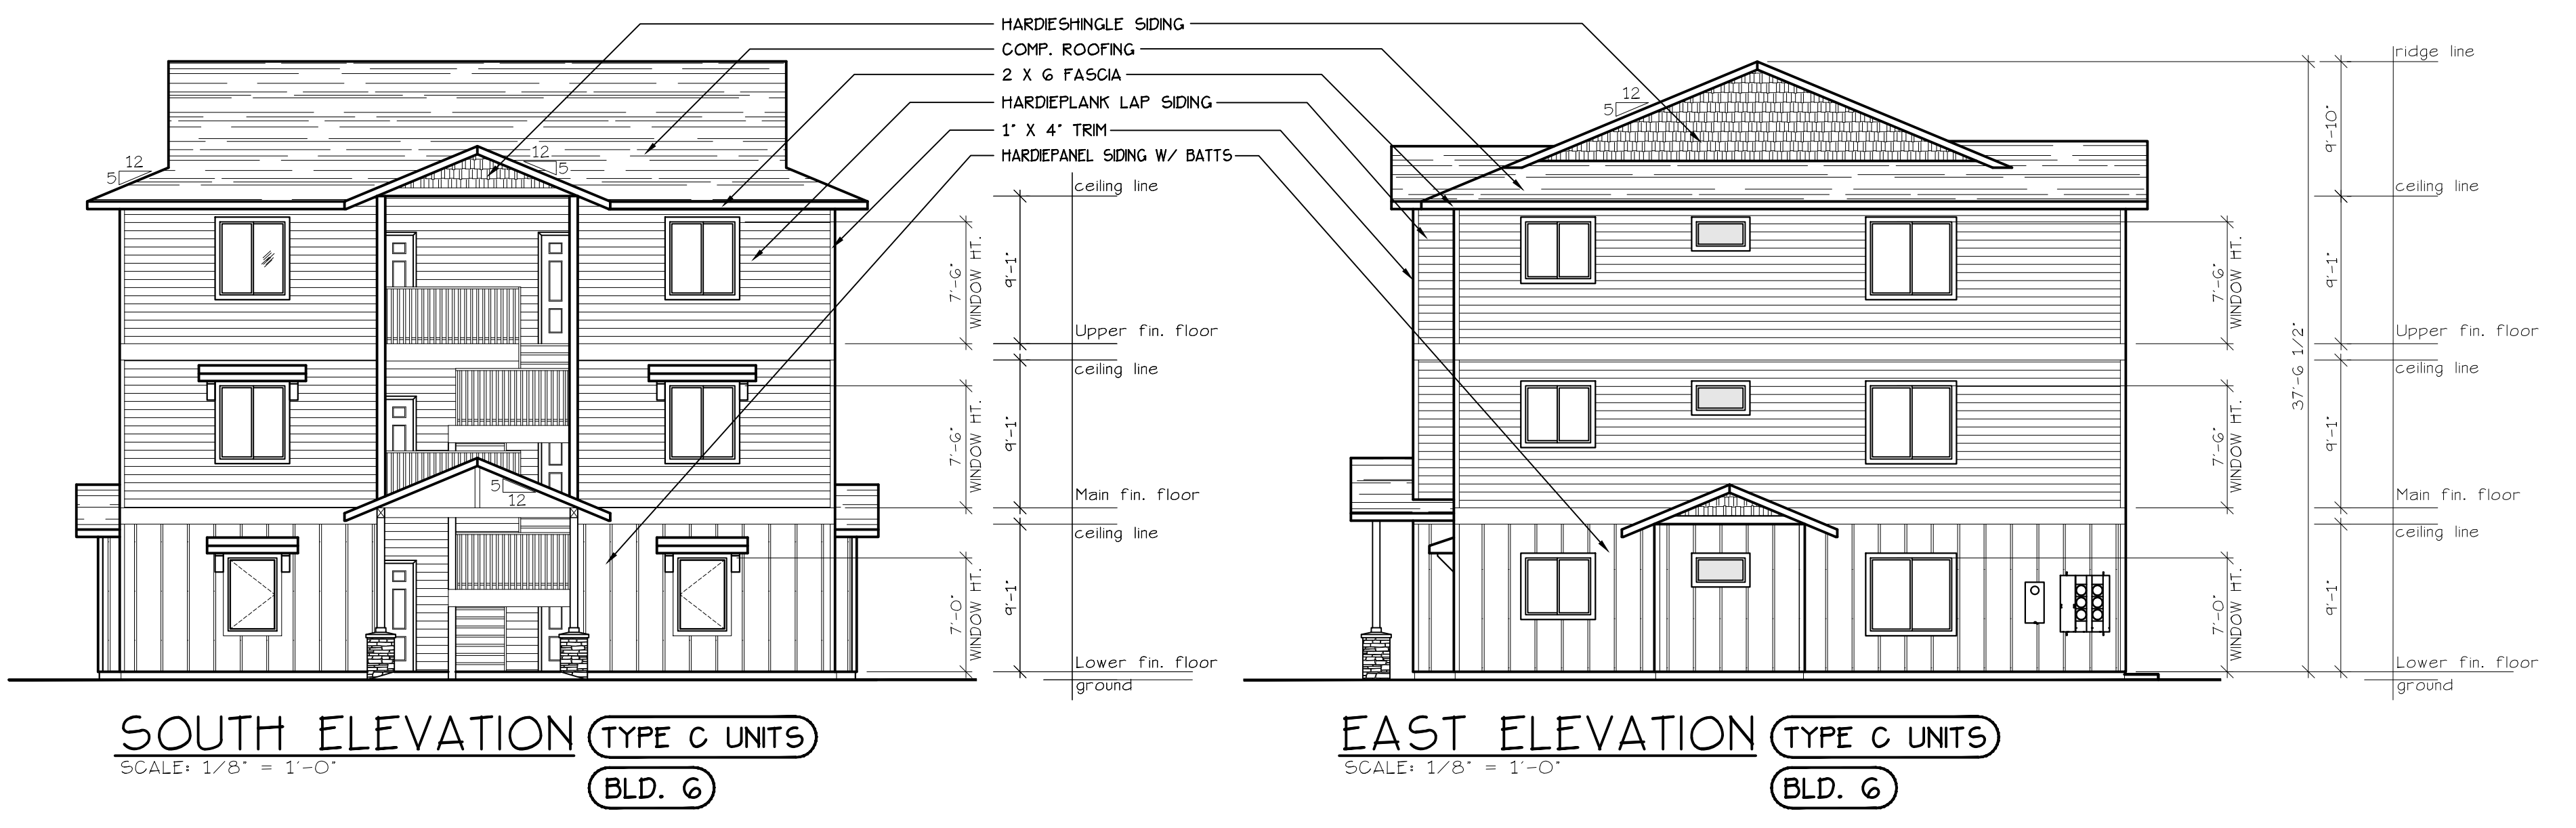 HARDIESHINGLE SIDING
COMP. ROOFING
2 X 6 FASCIA
HARDIEPLANK LAP SIDING
1" X 4" TRIM
HARDIEPANEL SIDING W/ BATTS
12
5
12
5
5
12
ceiling line
Upper fin. floor
ceiling line
Main fin. floor
ceiling line
Lower fin. floor
ground
7'-6"
WINDOW HT.
9'-1"
7'-6"
WINDOW HT.
9'-1"
7'-0"
WINDOW HT.
9'-1"
SOUTH ELEVATION
TYPE C UNITS
SCALE: 1/8" = 1'-0"
BLD. 6
12
5
ridge line
ceiling line
Upper fin. floor
ceiling line
Main fin. floor
ceiling line
Lower fin. floor
ground
7'-6"
WINDOW HT.
7'-6"
WINDOW HT.
7'-0"
WINDOW HT.
37'-6 1/2"
9'-10"
9'-1"
9'-1"
9'-1"
EAST ELEVATION
TYPE C UNITS
SCALE: 1/8" = 1'-0"
BLD. 6